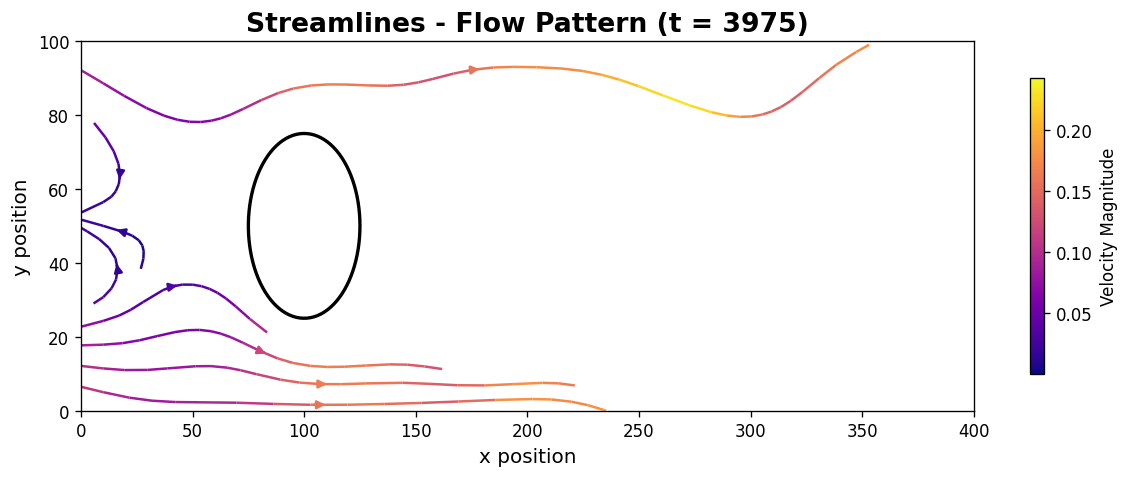 Streamlines - Flow Pattern (t = 3975)
100
80
60
40
20
0
y position
0 50 100 150 200 250 300 350 400
x position
0.20
0.15
0.10
0.05
Velocity Magnitude